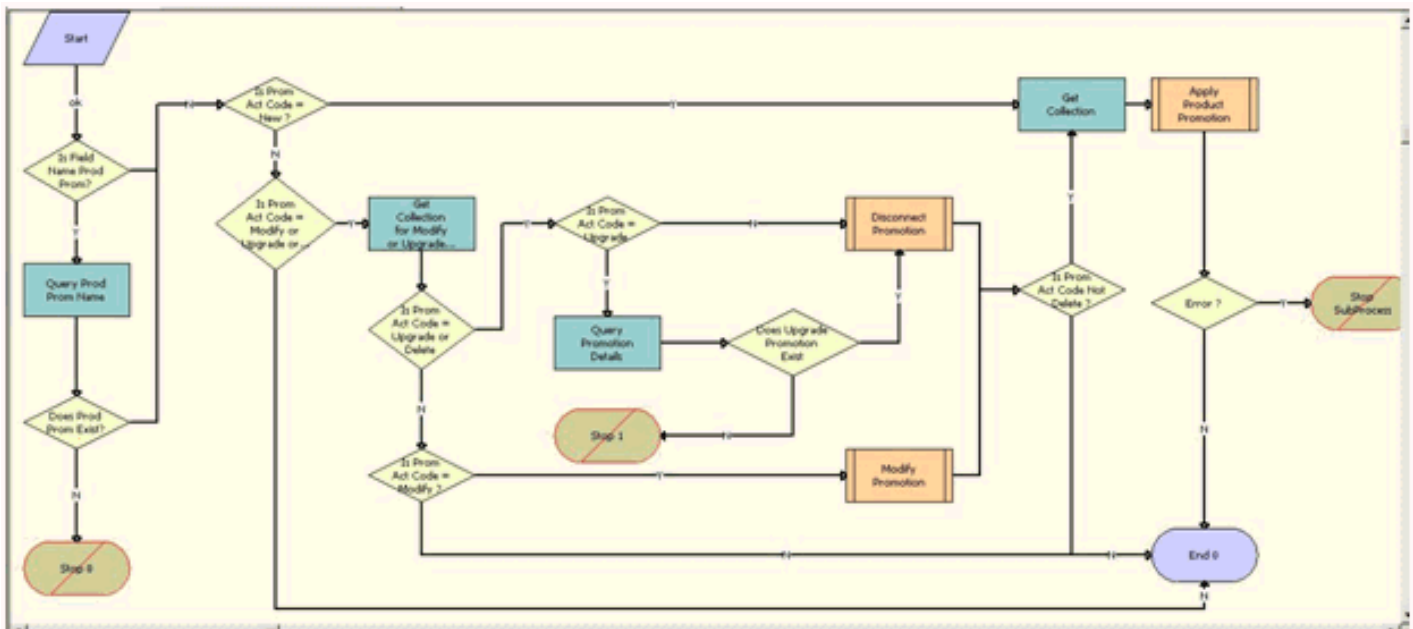 Start
ok
Is Field
Name Prod
Prom?
Y
Query Prod
Prom Name
Does Prod
Prom Exist?
N
Stop 0
N
Is Prom
Act Code =
New ?
Y
N
Is Prom
Act Code =
Modify or
Upgrade or...
Y
Get
Collection
for Modify
or Upgrade...
Is Prom
Act Code =
Upgrade or
Delete
Y
N
Is Prom
Act Code =
Modify ?
Y
N
Is Prom
Act Code =
Upgrade
N
Y
Query
Promotion
Details
Does Upgrade
Promotion
Exist
Y
N
Stop 1
Disconnect
Promotion
Modify
Promotion
Is Prom
Act Code Not
Delete ?
Y
N
Get
Collection
Apply
Product
Promotion
Error ?
Y
Stop
SubProcess
N
End 0
N